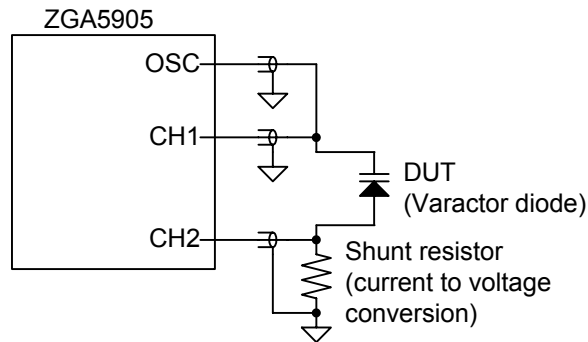 ZGA5905
OSC
CH1
CH2
DUT
(Varactor diode)
Shunt resistor
(current to voltage
conversion)